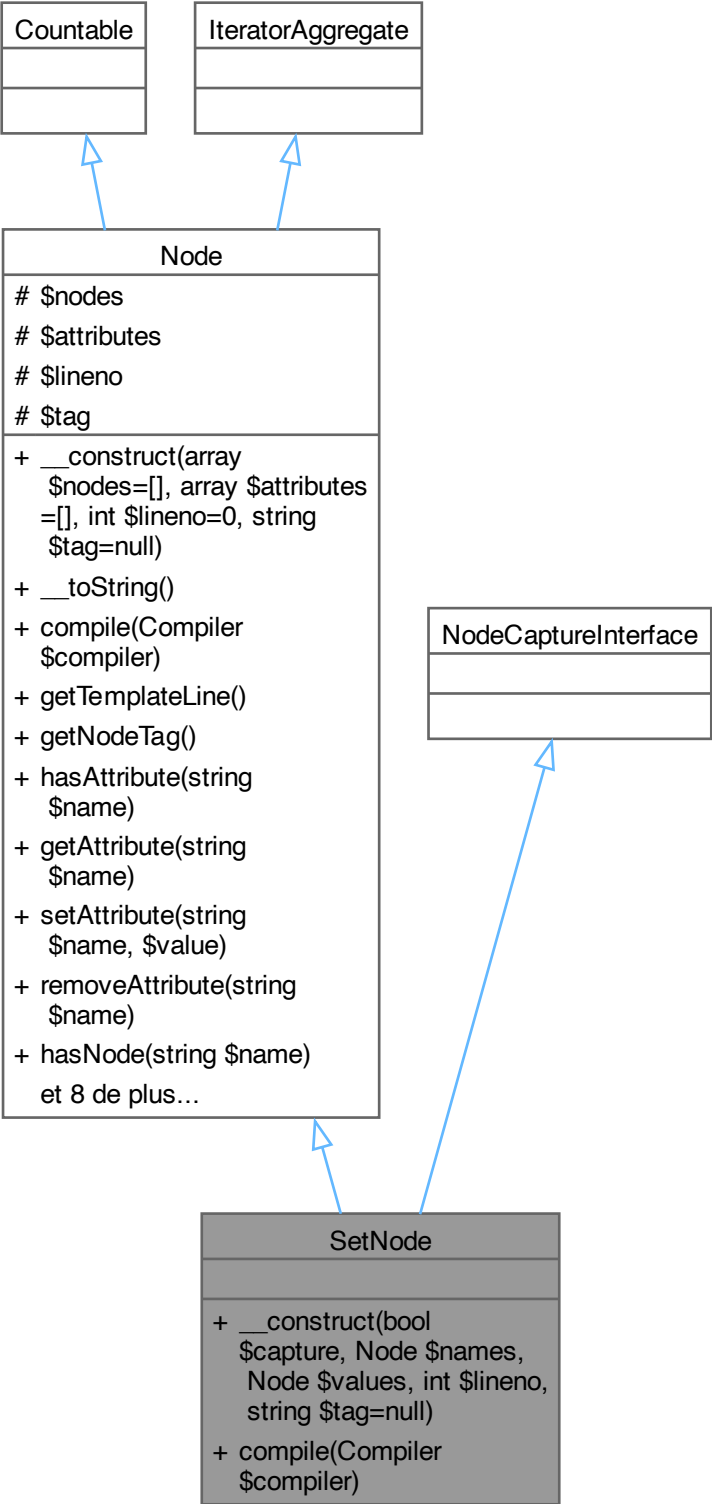 Countable
IteratorAggregate
Node
# $nodes
# $attributes
# $lineno
# $tag
+ __construct(array
$nodes=[], array $attributes
=[], int $lineno=0, string
$tag=null)
+ __toString()
+ compile(Compiler
$compiler)
+ getTemplateLine()
+ getNodeTag()
+ hasAttribute(string
$name)
+ getAttribute(string
$name)
+ setAttribute(string
$name, $value)
+ removeAttribute(string
$name)
+ hasNode(string $name)
et 8 de plus...
NodeCaptureInterface
SetNode
+ __construct(bool
$capture, Node $names,
Node $values, int $lineno,
string $tag=null)
+ compile(Compiler
$compiler)